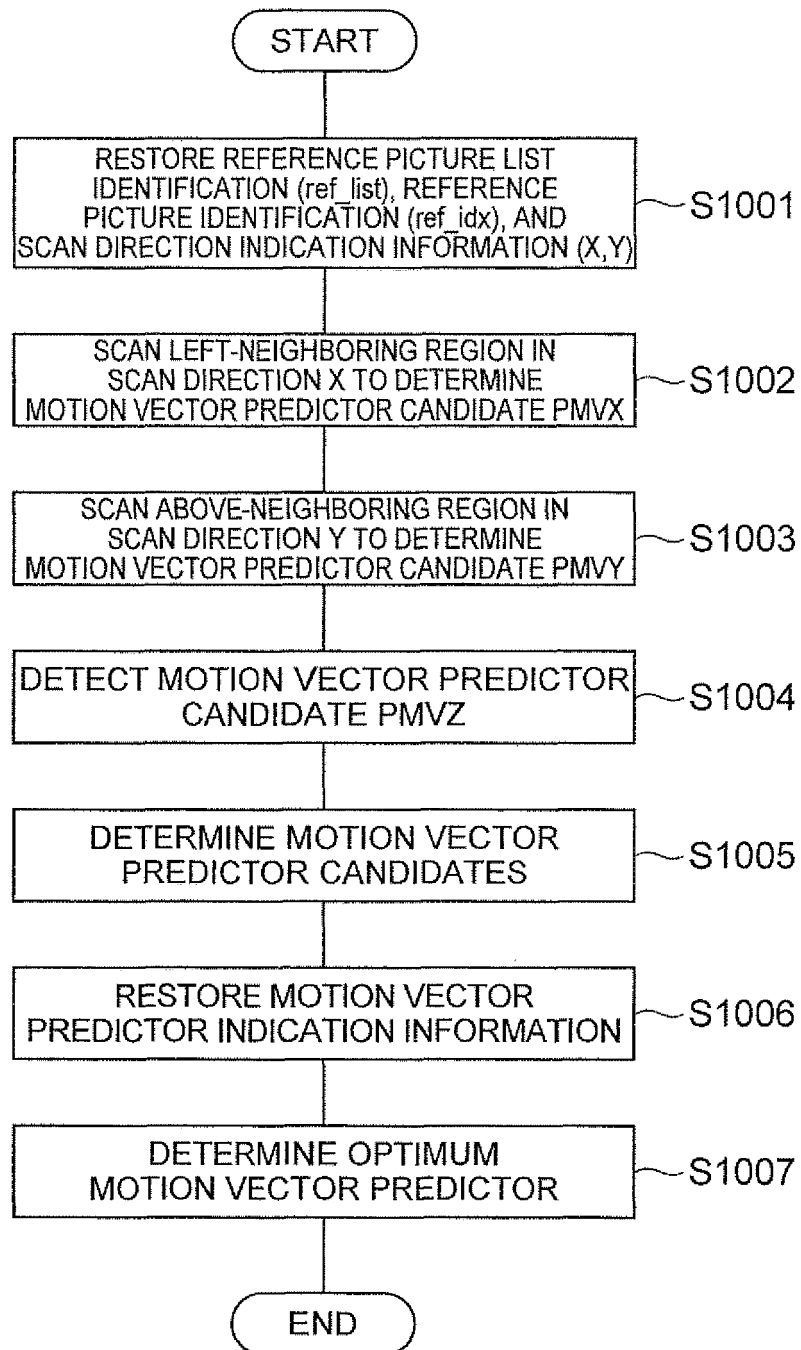 START
RESTORE REFERENCE PICTURE LIST
IDENTIFICATION (ref_list), REFERENCE
PICTURE IDENTIFICATION (ref_idx), AND
SCAN DIRECTION INDICATION INFORMATION (X,Y)
S1001
SCAN LEFT-NEIGHBORING REGION IN
SCAN DIRECTION X TO DETERMINE
MOTION VECTOR PREDICTOR CANDIDATE PMVX
S1002
SCAN ABOVE-NEIGHBORING REGION IN
SCAN DIRECTION Y TO DETERMINE
MOTION VECTOR PREDICTOR CANDIDATE PMVY
S1003
DETECT MOTION VECTOR PREDICTOR
CANDIDATE PMVZ
S1004
DETERMINE MOTION VECTOR
PREDICTOR CANDIDATES
S1005
RESTORE MOTION VECTOR
PREDICTOR INDICATION INFORMATION
S1006
DETERMINE OPTIMUM
MOTION VECTOR PREDICTOR
S1007
END